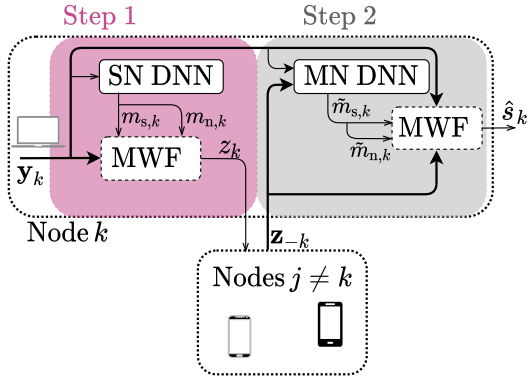 Step 1
Step 2
SN DNN
MN DNN
m_{s,k}
m_{n,k}
m̃_{s,k}
m̃_{n,k}
MWF
MWF
z_k
ŝ_k
y_k
Node k
z_{−k}
Nodes j ≠ k